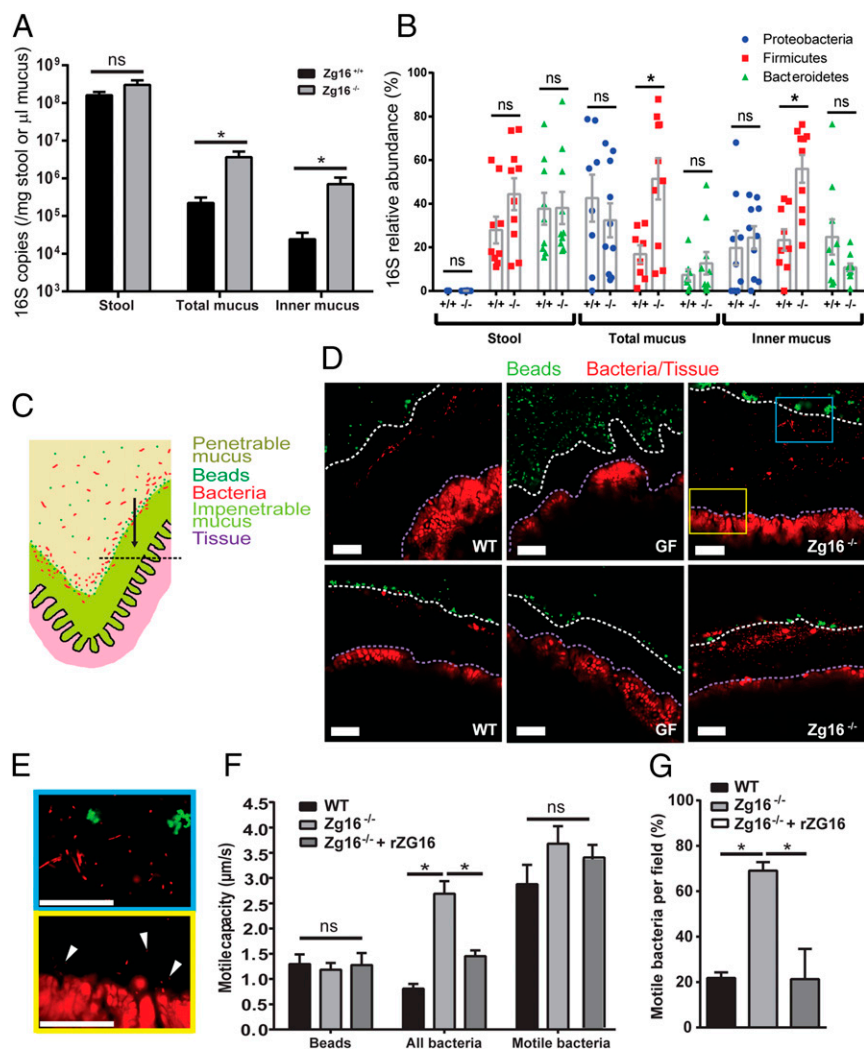 A
16S copies (/mg stool or µl mucus)
10⁹
10⁸
10⁷
10⁶
10⁵
10⁴
10³
ns
*
*
Zg16 +/+
Zg16 -/-
Stool
Total mucus
Inner mucus
B
16S relative abundance (%)
100
80
60
40
20
0
Proteobacteria
Firmicutes
Bacteroidetes
ns
ns
ns
ns
*
ns
ns
*
ns
+/+ -/- +/+ -/- +/+ -/- +/+ -/- +/+ -/- +/+ -/- +/+ -/- +/+ -/- +/+ -/-
Stool
Total mucus
Inner mucus
C
Penetrable
mucus
Beads
Bacteria
Impenetrable
mucus
Tissue
D
Beads Bacteria/Tissue
WT
GF
Zg16 -/-
WT
GF
Zg16 -/-
E
F
WT
Zg16 -/-
Zg16 -/- + rZG16
Motile capacity (µm/s)
4.5
4.0
3.5
3.0
2.5
2.0
1.5
1.0
0.5
0.0
ns
*
*
ns
Beads
All bacteria
Motile bacteria
G
WT
Zg16 -/-
Zg16 -/- + rZG16
Motile bacteria per field (%)
100
80
60
40
20
0
*
*